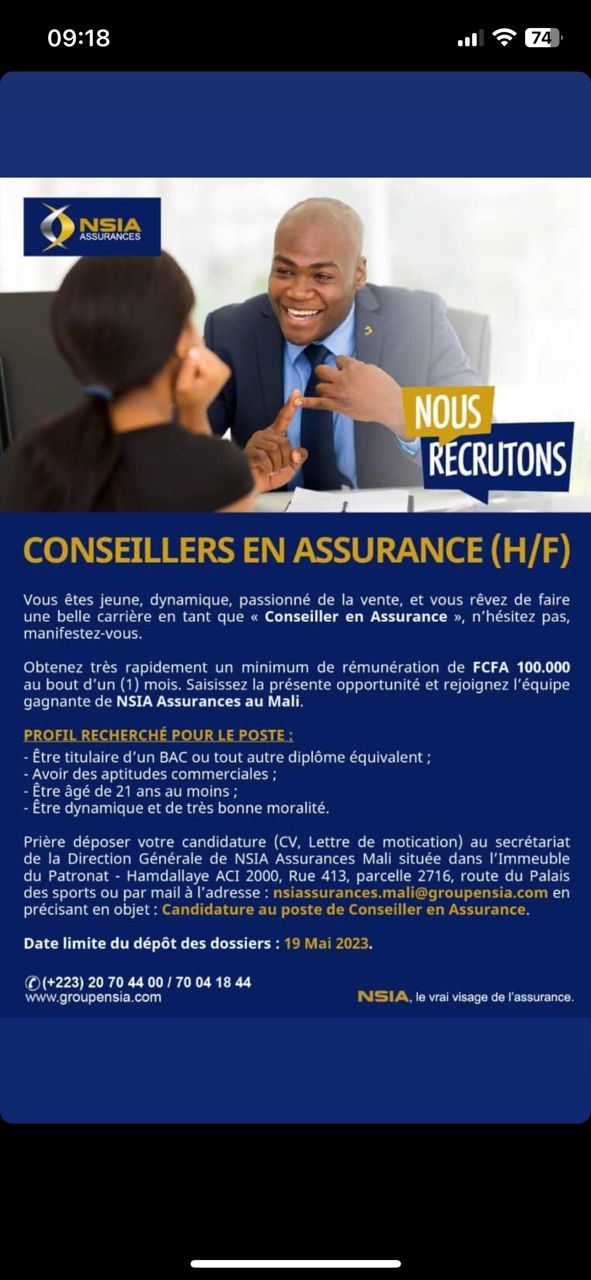 09:18
74
NSIA
ASSURANCES
NOUS
RECRUTONS
CONSEILLERS EN ASSURANCE (H/F)
Vous êtes jeune, dynamique, passionné de la vente, et vous rêvez de faire
une belle carrière en tant que « Conseiller en Assurance », n'hésitez pas,
manifestez-vous.
Obtenez très rapidement un minimum de rémunération de FCFA 100.000
au bout d'un (1) mois. Saisissez la présente opportunité et rejoignez l'équipe
gagnante de NSIA Assurances au Mali.
PROFIL RECHERCHÉ POUR LE POSTE :
- Être titulaire d'un BAC ou tout autre diplôme équivalent ;
- Avoir des aptitudes commerciales ;
- Être âgé de 21 ans au moins ;
- Être dynamique et de très bonne moralité.
Prière déposer votre candidature (CV, Lettre de motication) au secrétariat
de la Direction Générale de NSIA Assurances Mali située dans l'Immeuble
du Patronat - Hamdallaye ACI 2000, Rue 413, parcelle 2716, route du Palais
des sports ou par mail à l'adresse : nsiassurances.mali@groupensia.com en
précisant en objet : Candidature au poste de Conseiller en Assurance.
Date limite du dépôt des dossiers : 19 Mai 2023.
✆(+223) 20 70 44 00 / 70 04 18 44
www.groupensia.com
NSIA, le vrai visage de l'assurance.